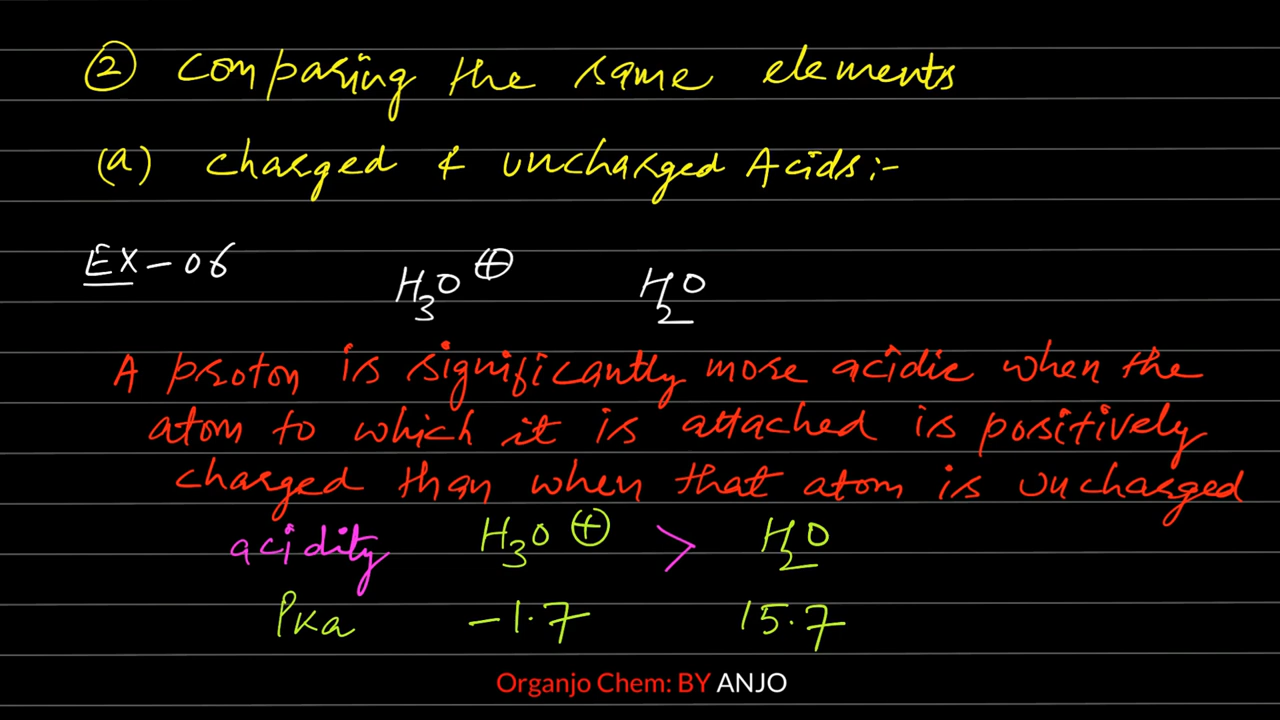 ② Comparing the same elements
(a) Charged & uncharged Acids:-
EX-06 H₃O⊕ H₂O
A proton is significantly more acidic when the
atom to which it is attached is positively
charged than when that atom is uncharged
acidity H₃O⊕ > H₂O
Pka -1.7 15.7
Organjo Chem: BY ANJO